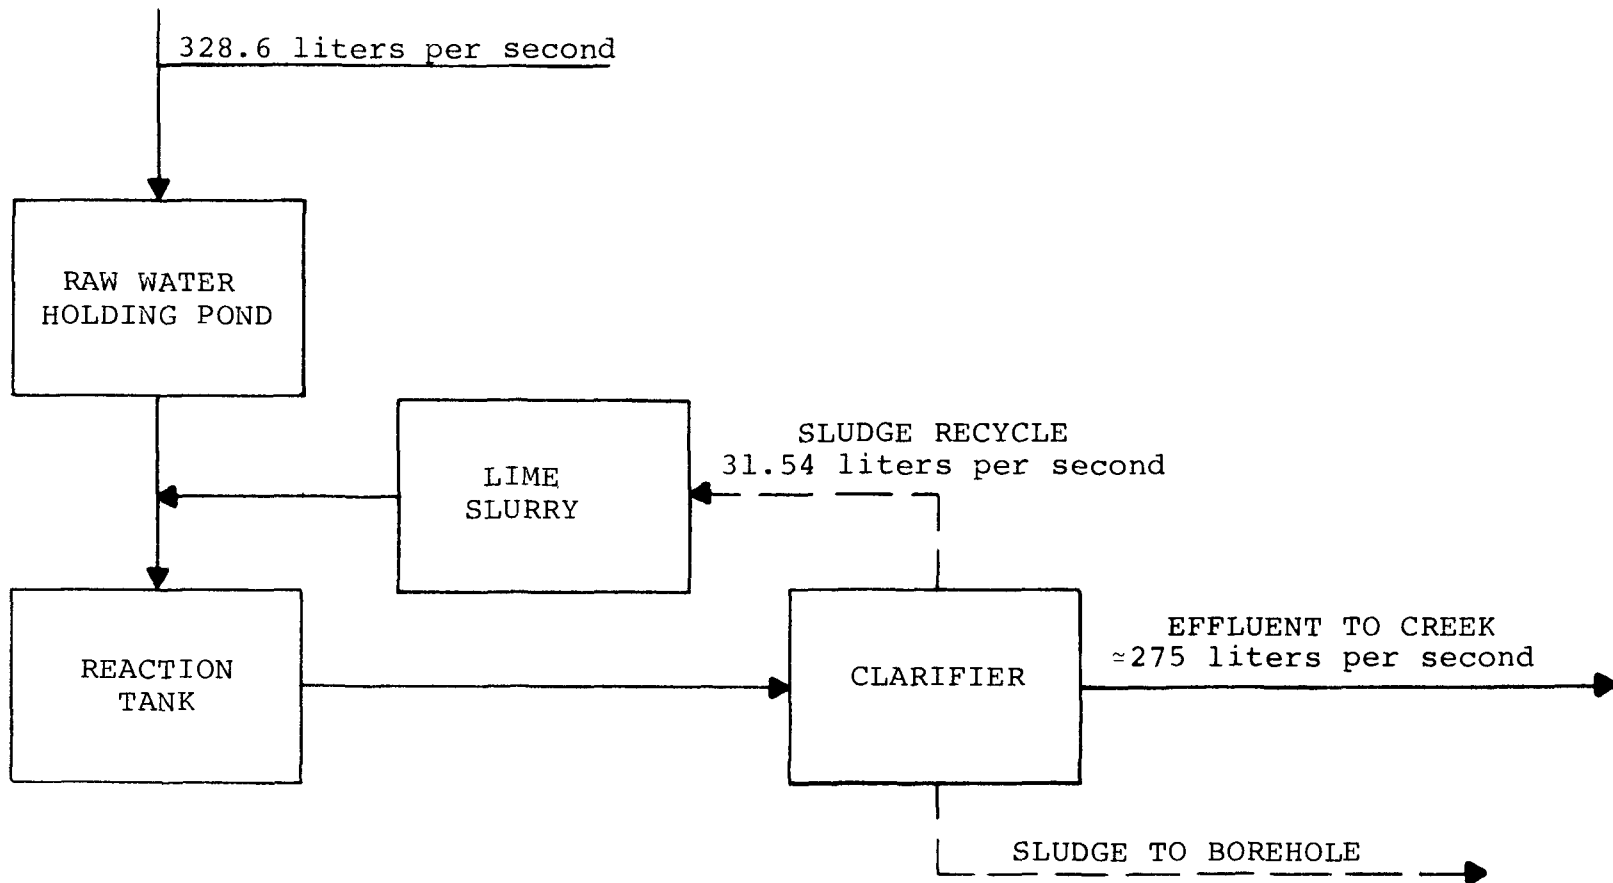 328.6 liters per second
RAW WATER
HOLDING POND
LIME
SLURRY
SLUDGE RECYCLE
31.54 liters per second
REACTION
TANK
CLARIFIER
EFFLUENT TO CREEK
≃275 liters per second
SLUDGE TO BOREHOLE